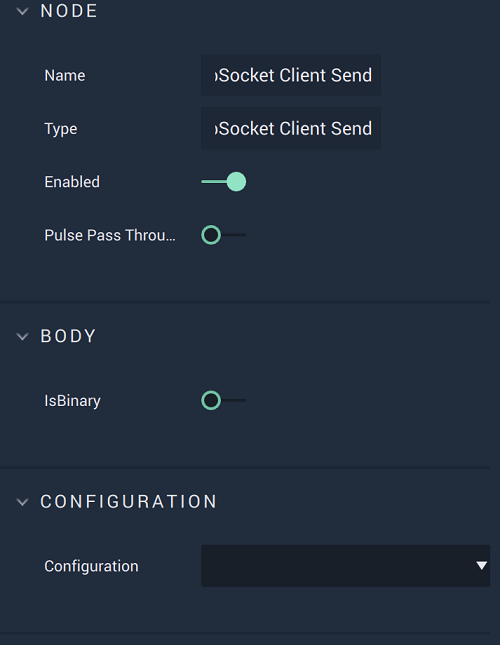 NODE
Name
Socket Client Send
Type
Socket Client Send
Enabled
Pulse Pass Throu...
BODY
IsBinary
CONFIGURATION
Configuration